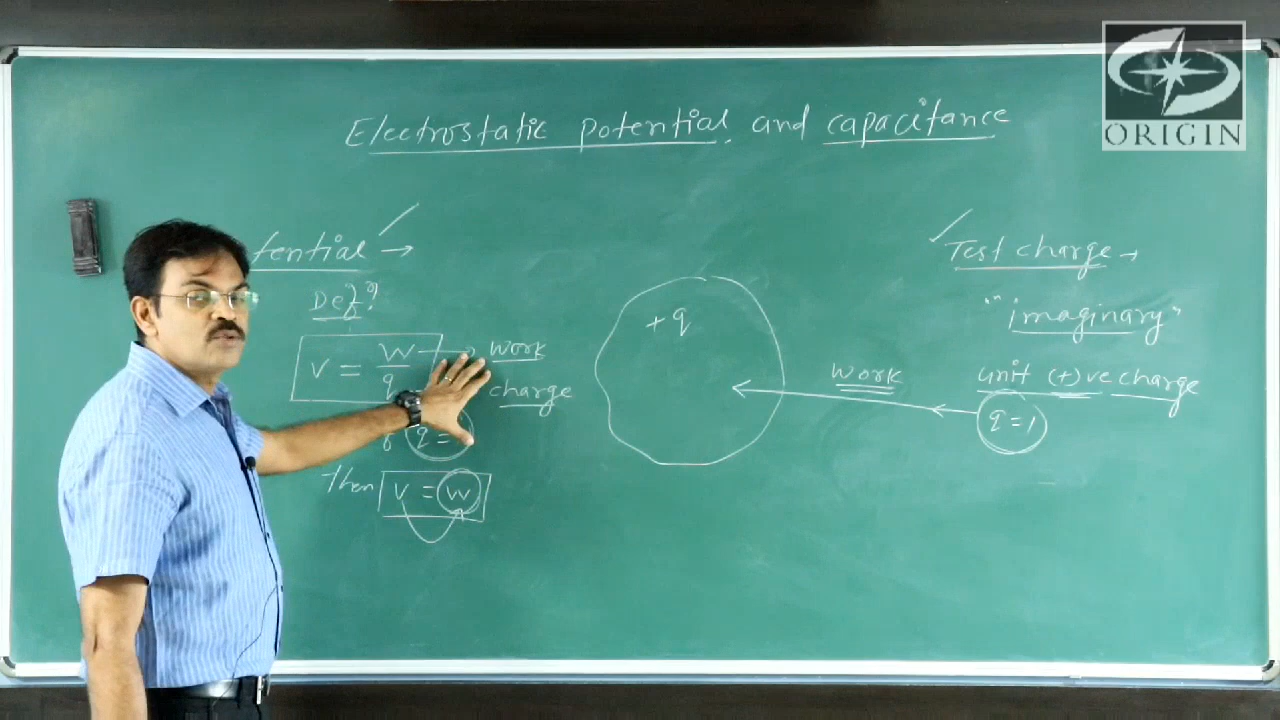 Electrostatic potential and capacitance
ORIGIN
tential →
Def?
V = W/q → work
charge
q =
Then V = W
+q
work
Test charge →
"imaginary"
unit (+)ve charge
q = 1